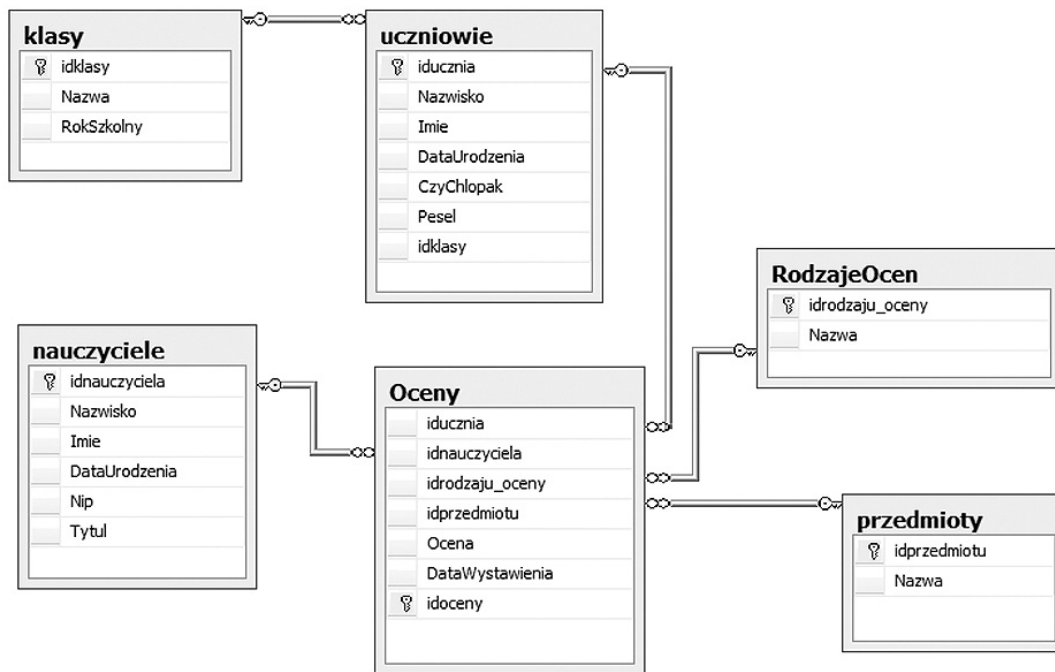 klasy
idklasy
Nazwa
RokSzkolny
uczniowie
iducznia
Nazwisko
Imie
DataUrodzenia
CzyChlopak
Pesel
idklasy
nauczyciele
idnauczyciela
Nazwisko
Imie
DataUrodzenia
Nip
Tytul
Oceny
iducznia
idnauczyciela
idrodzaju_oceny
idprzedmiotu
Ocena
DataWystawienia
idoceny
RodzajeOcen
idrodzaju_oceny
Nazwa
przedmioty
idprzedmiotu
Nazwa